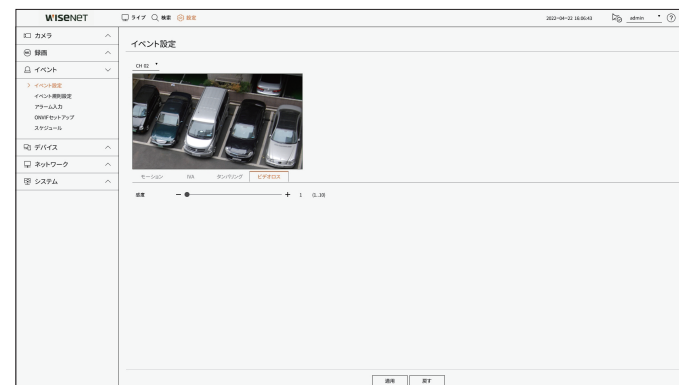 WISENET
ライブ 検索 設定
2022-04-22 16:06:43
admin
カメラ
録画
イベント
イベント設定
イベント規則設定
アラーム入力
ONVIFセットアップ
スケジュール
デバイス
ネットワーク
システム
イベント設定
CH 02
モーション IVA タンパリング ビデオロス
感度 1 (1..10)
適用 戻す